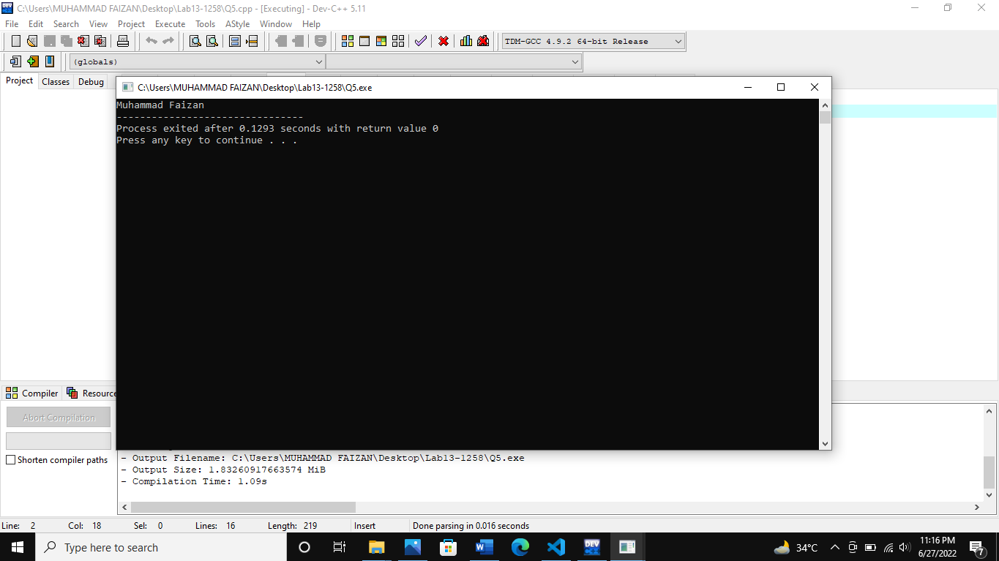 C:\Users\MUHAMMAD FAIZAN\Desktop\Lab13-1258\Q5.cpp - [Executing] - Dev-C++ 5.11
File Edit Search View Project Execute Tools AStyle Window Help
TDM-GCC 4.9.2 64-bit Release
(globals)
Project Classes Debug
C:\Users\MUHAMMAD FAIZAN\Desktop\Lab13-1258\Q5.exe
Muhammad Faizan
--------------------------------
Process exited after 0.1293 seconds with return value 0
Press any key to continue . . .
Compiler Resource
Abort Compilation
Shorten compiler paths
- Output Filename: C:\Users\MUHAMMAD FAIZAN\Desktop\Lab13-1258\Q5.exe
- Output Size: 1.83260917663574 MiB
- Compilation Time: 1.09s
Line: 2 Col: 18 Sel: 0 Lines: 16 Length: 219 Insert Done parsing in 0.016 seconds
Type here to search
DEV
34°C
11:16 PM
6/27/2022
7